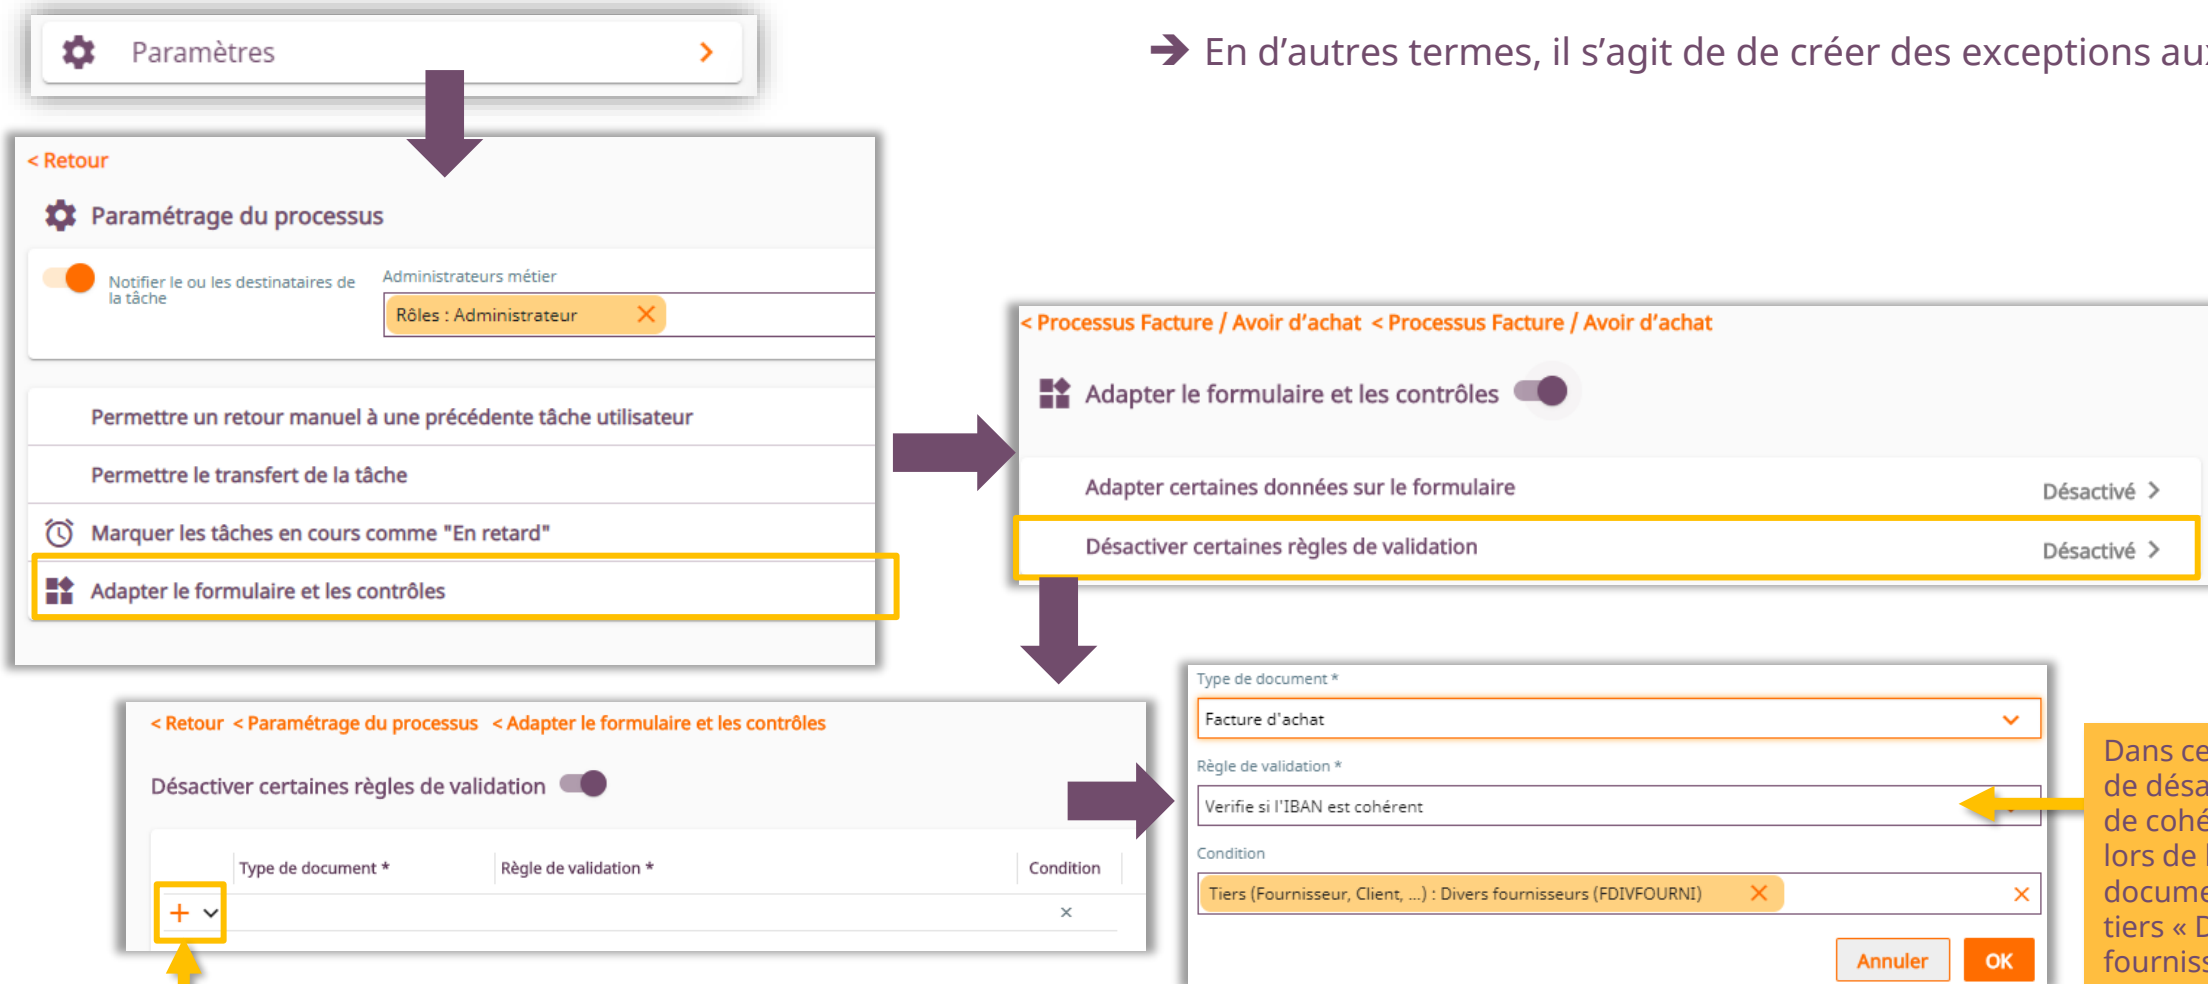 Paramètres
➔ En d’autres termes, il s’agit de de créer des exceptions aux
< Retour
Paramétrage du processus
Notifier le ou les destinataires de
la tâche
Administrateurs métier
Rôles : Administrateur
Permettre un retour manuel à une précédente tâche utilisateur
Permettre le transfert de la tâche
Marquer les tâches en cours comme "En retard"
Adapter le formulaire et les contrôles
< Processus Facture / Avoir d’achat < Processus Facture / Avoir d’achat
Adapter le formulaire et les contrôles
Adapter certaines données sur le formulaire
Désactivé >
Désactiver certaines règles de validation
Désactivé >
< Retour < Paramétrage du processus < Adapter le formulaire et les contrôles
Désactiver certaines règles de validation
Type de document *
Règle de validation *
Condition
Type de document *
Facture d'achat
Règle de validation *
Verifie si l'IBAN est cohérent
Condition
Tiers (Fournisseur, Client, ...) : Divers fournisseurs (FDIVFOURNI)
Annuler
OK
Dans ce
de désa
de cohé
lors de l
docume
tiers « D
fourniss